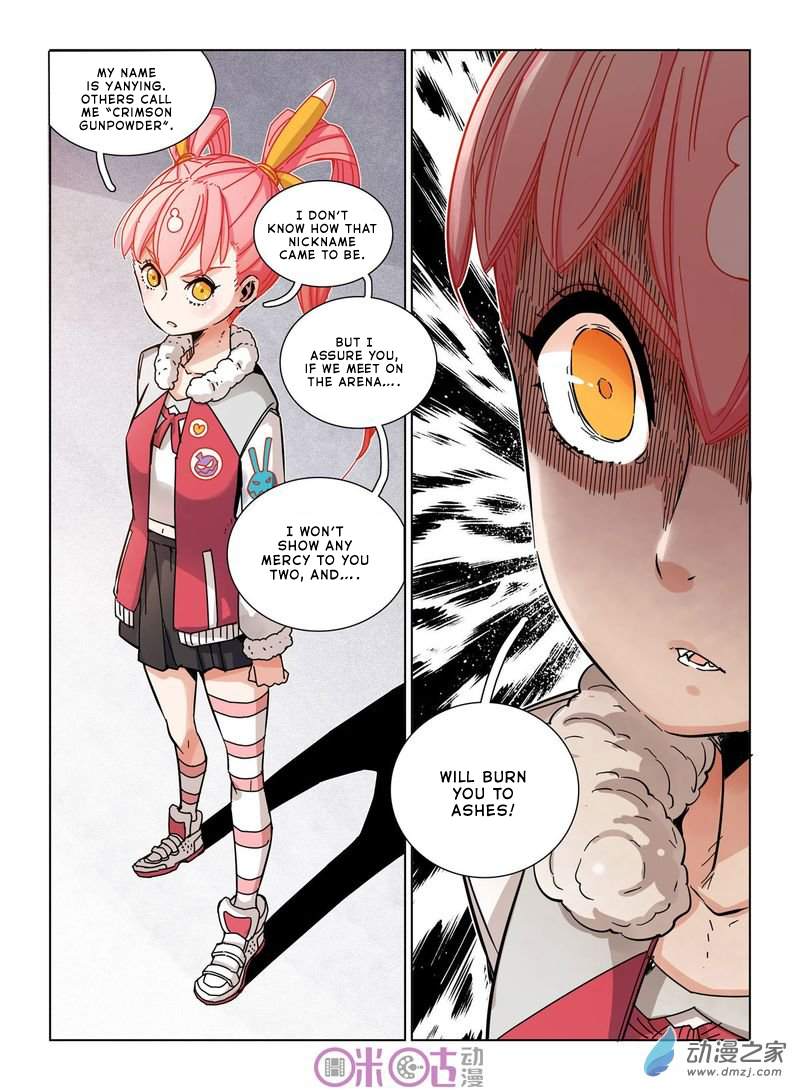 MY NAME
IS YANYING.
OTHERS CALL
ME "CRIMSON
GUNPOWDER".
I DON'T
KNOW HOW THAT
NICKNAME
CAME TO BE.
BUT I
ASSURE YOU,
IF WE MEET ON
THE ARENA....
I WON'T
SHOW ANY
MERCY TO YOU
TWO, AND....
WILL BURN
YOU TO
ASHES!
咪咕动漫
动漫之家
www.dmzj.com